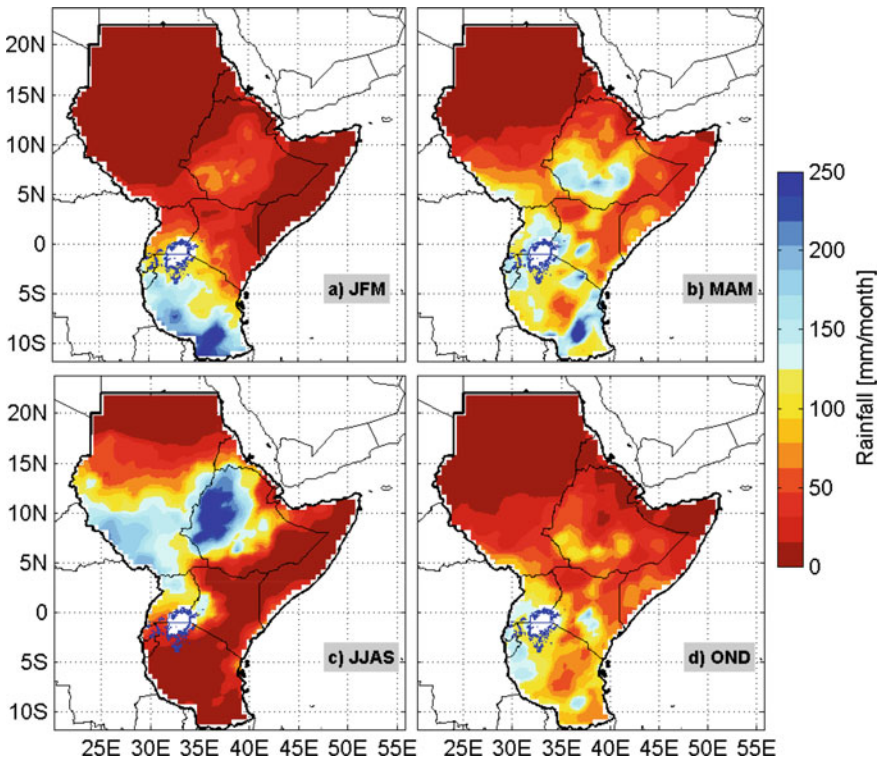 20N
15N
10N
5N
0
5S
10S
a) JFM
b) MAM
250
200
150
100
50
0
Rainfall [mm/month]
20N
15N
10N
5N
0
5S
10S
c) JJAS
d) OND
25E 30E 35E 40E 45E 50E 55E
25E 30E 35E 40E 45E 50E 55E